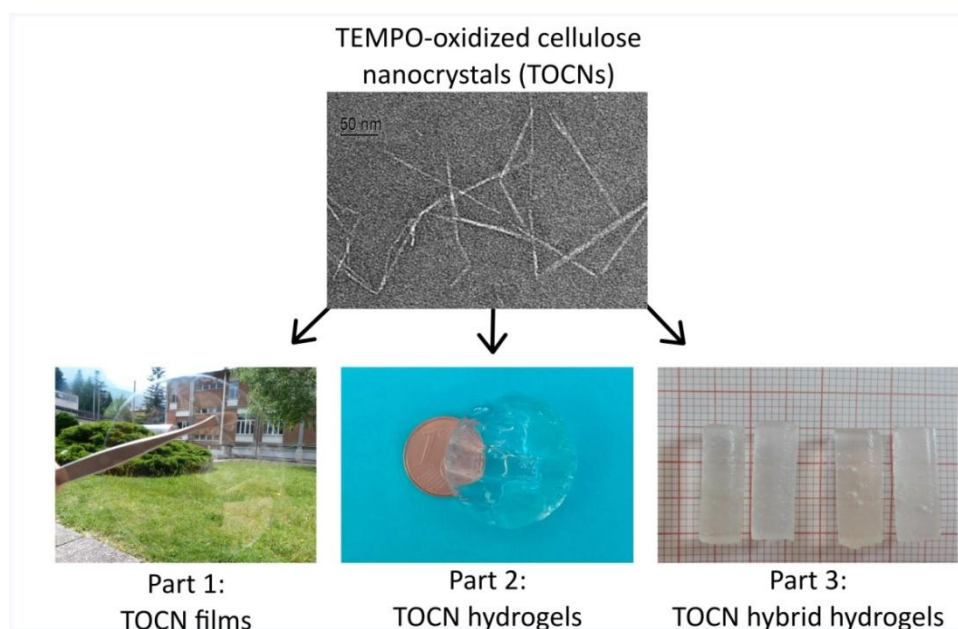 TEMPO-oxidized cellulose
nanocrystals (TOCNs)
50 nm
Part 1:
TOCN films
Part 2:
TOCN hydrogels
Part 3:
TOCN hybrid hydrogels